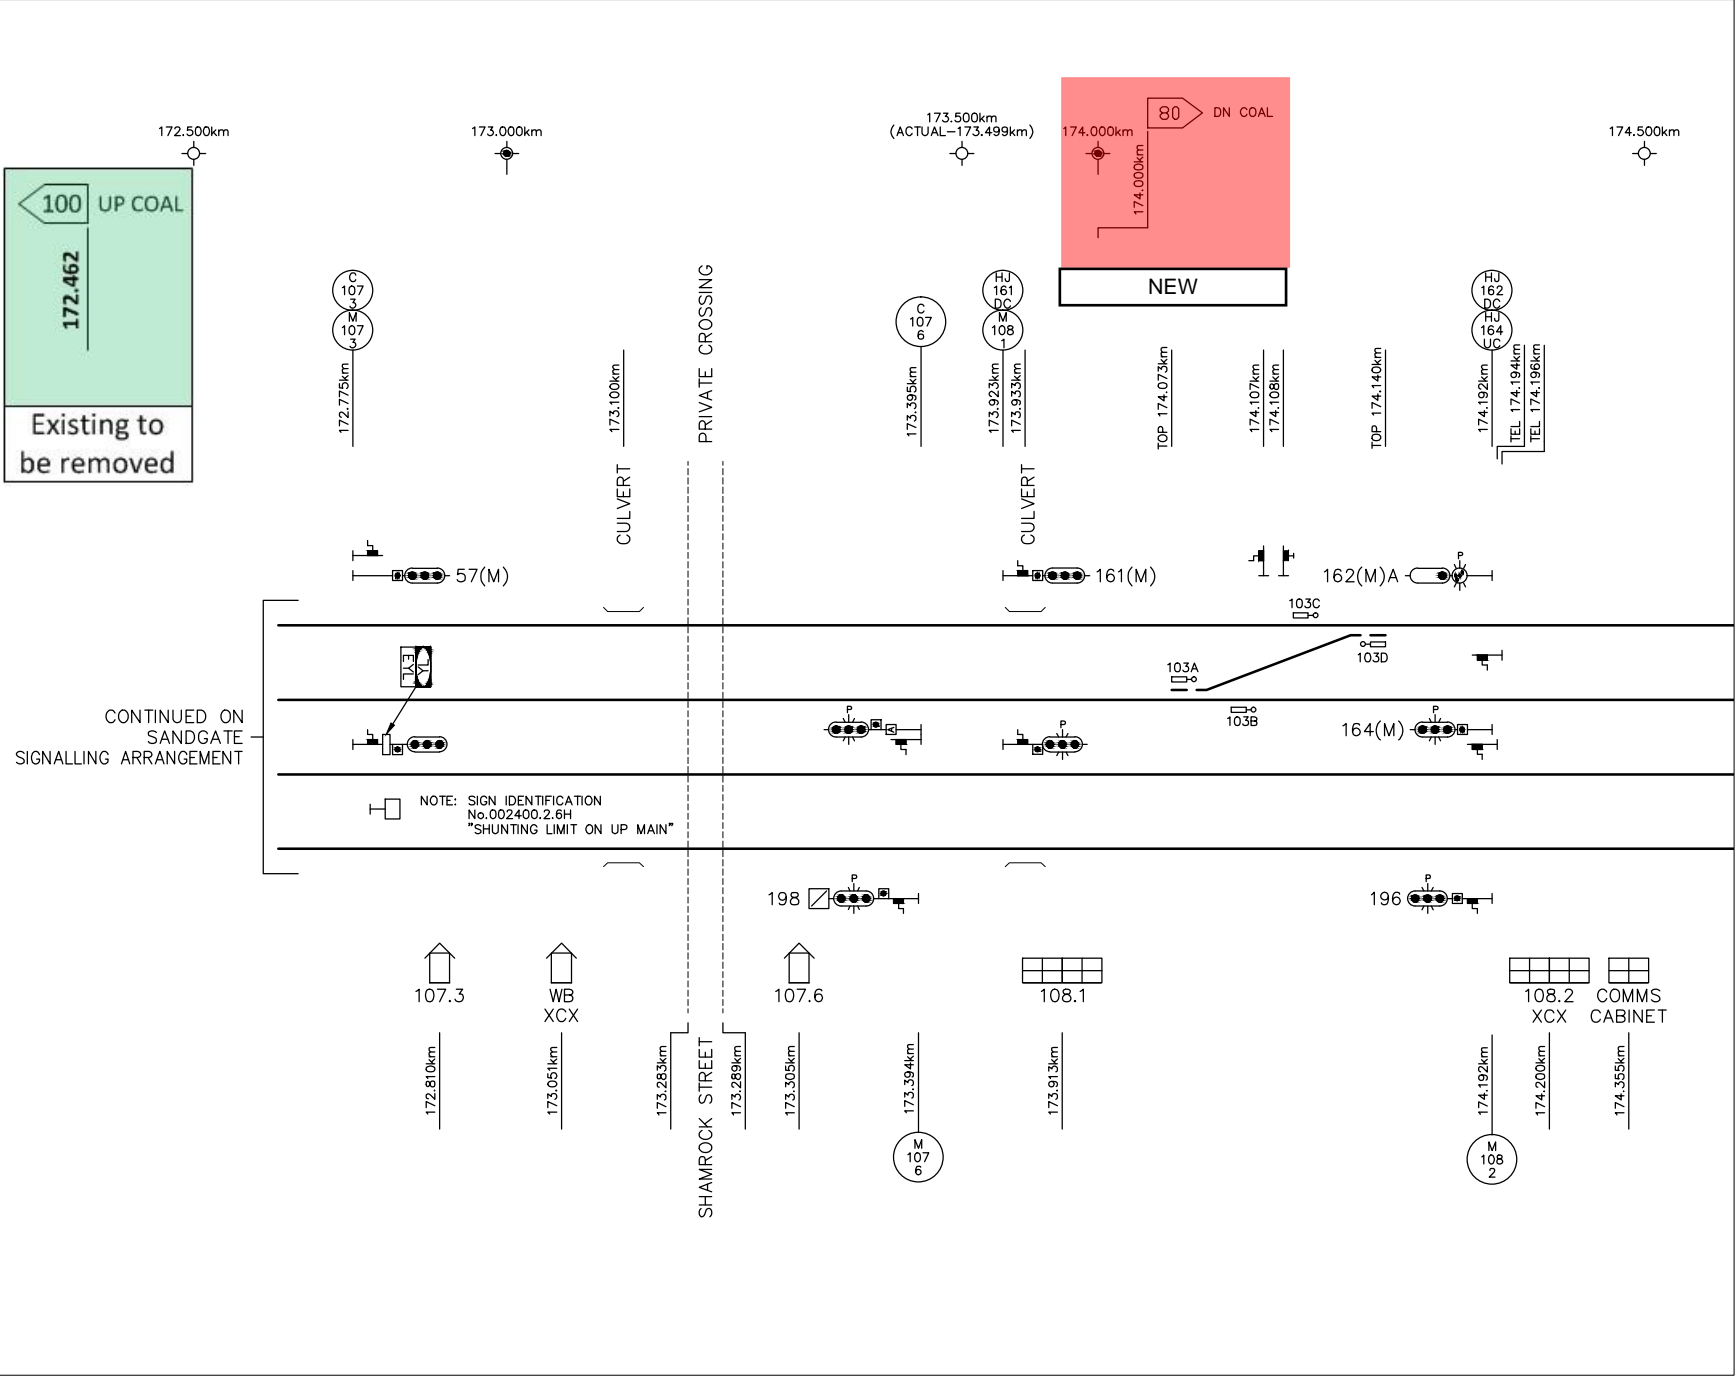 172.500km
173.000km
173.500km
(ACTUAL-173.499km)
174.000km
80
DN COAL
174.500km
174.000km
100
UP COAL
172.462
Existing to
be removed
NEW
C
107
3
M
107
3
172.775km
173.100km
PRIVATE CROSSING
C
107
6
173.395km
HJ
161
DC
M
108
1
173.923km
173.933km
TOP 174.073km
174.107km
174.108km
TOP 174.140km
HJ
162
DC
HJ
164
UC
174.192km
TEL 174.194km
TEL 174.196km
CULVERT
CULVERT
57(M)
161(M)
162(M)A
P
103C
EYL
YL
103A
103D
103B
CONTINUED ON
SANDGATE
SIGNALLING ARRANGEMENT
P
A
P
164(M)
P
NOTE: SIGN IDENTIFICATION
No.002400.2.6H
"SHUNTING LIMIT ON UP MAIN"
198
P
196
P
107.3
WB
XCX
107.6
108.1
108.2
XCX
COMMS
CABINET
172.810km
173.051km
173.283km
SHAMROCK STREET
173.289km
173.305km
173.394km
173.913km
174.192km
174.200km
174.355km
M
107
6
M
108
2